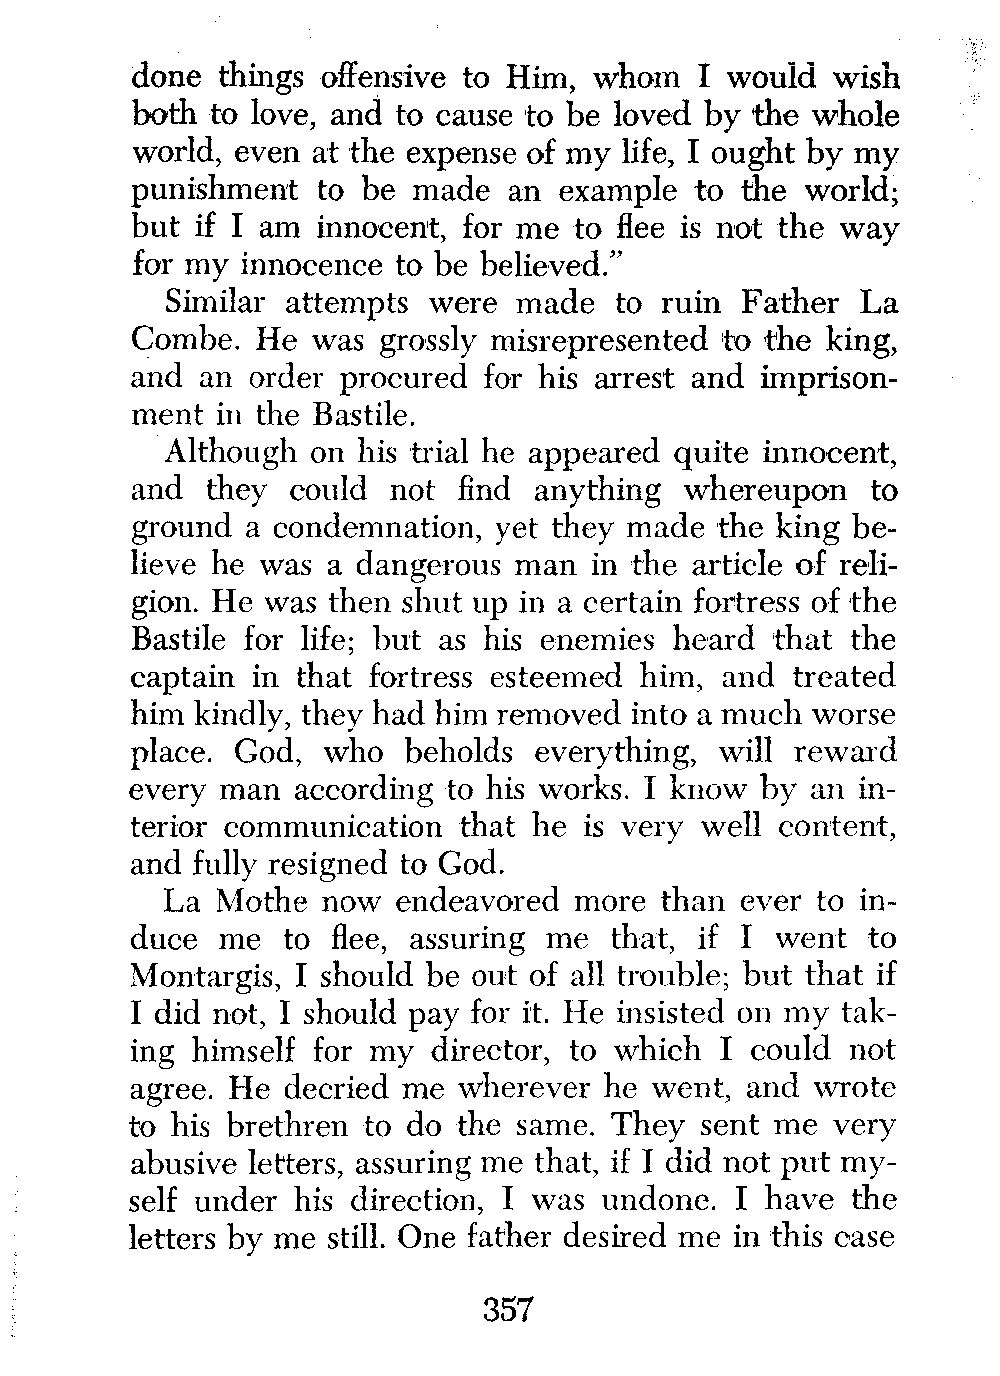 done things offensive to Him, whom I would wish
both to love, and to cause to be loved by the whole
world, even at the expense of my life, I ought by my
punishment to be made an example to the world;
but if I am innocent, for me to flee is not the way
for my innocence to be believed.”
Similar attempts were made to ruin Father La
Combe. He was grossly misrepresented to the king,
and an order procured for his arrest and imprison-
ment in the Bastile.
Although on his trial he appeared quite innocent,
and they could not find anything whereupon to
ground a condemnation, yet they made the king be-
lieve he was a dangerous man in the article of reli-
gion. He was then shut up in a certain fortress of the
Bastile for life; but as his enemies heard that the
captain in that fortress esteemed him, and treated
him kindly, they had him removed into a much worse
place. God, who beholds everything, will reward
every man according to his works. I know by an in-
terior communication that he is very well content,
and fully resigned to God.
La Mothe now endeavored more than ever to in-
duce me to flee, assuring me that, if I went to
Montargis, I should be out of all trouble; but that if
I did not, I should pay for it. He insisted on my tak-
ing himself for my director, to which I could not
agree. He decried me wherever he went, and wrote
to his brethren to do the same. They sent me very
abusive letters, assuring me that, if I did not put my-
self under his direction, I was undone. I have the
letters by me still. One father desired me in this case
357